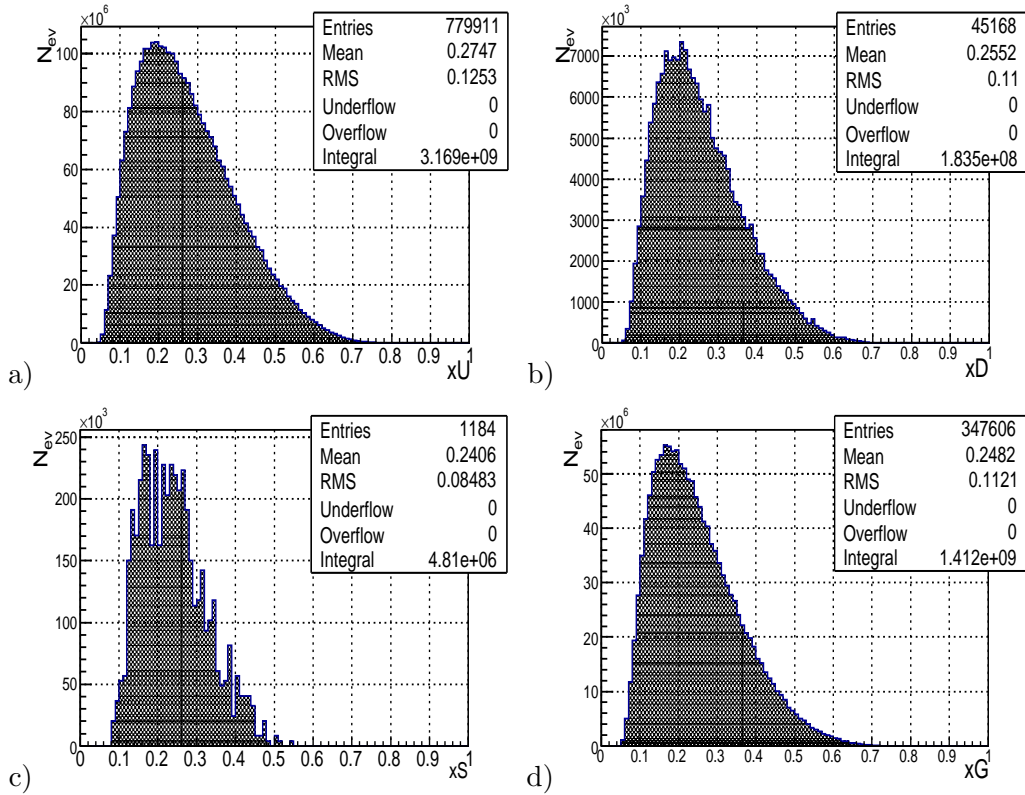 ×10⁶
N_ev
100
80
60
40
20
0
0 0.1 0.2 0.3 0.4 0.5 0.6 0.7 0.8 0.9 1
xU
Entries 779911
Mean 0.2747
RMS 0.1253
Underflow 0
Overflow 0
Integral 3.169e+09
a)
×10³
N_ev
7000
6000
5000
4000
3000
2000
1000
0
0 0.1 0.2 0.3 0.4 0.5 0.6 0.7 0.8 0.9 1
xD
Entries 45168
Mean 0.2552
RMS 0.11
Underflow 0
Overflow 0
Integral 1.835e+08
b)
×10³
N_ev
250
200
150
100
50
0
0 0.1 0.2 0.3 0.4 0.5 0.6 0.7 0.8 0.9 1
xS
Entries 1184
Mean 0.2406
RMS 0.08483
Underflow 0
Overflow 0
Integral 4.81e+06
c)
×10⁶
N_ev
50
40
30
20
10
0
0 0.1 0.2 0.3 0.4 0.5 0.6 0.7 0.8 0.9 1
xG
Entries 347606
Mean 0.2482
RMS 0.1121
Underflow 0
Overflow 0
Integral 1.412e+09
d)